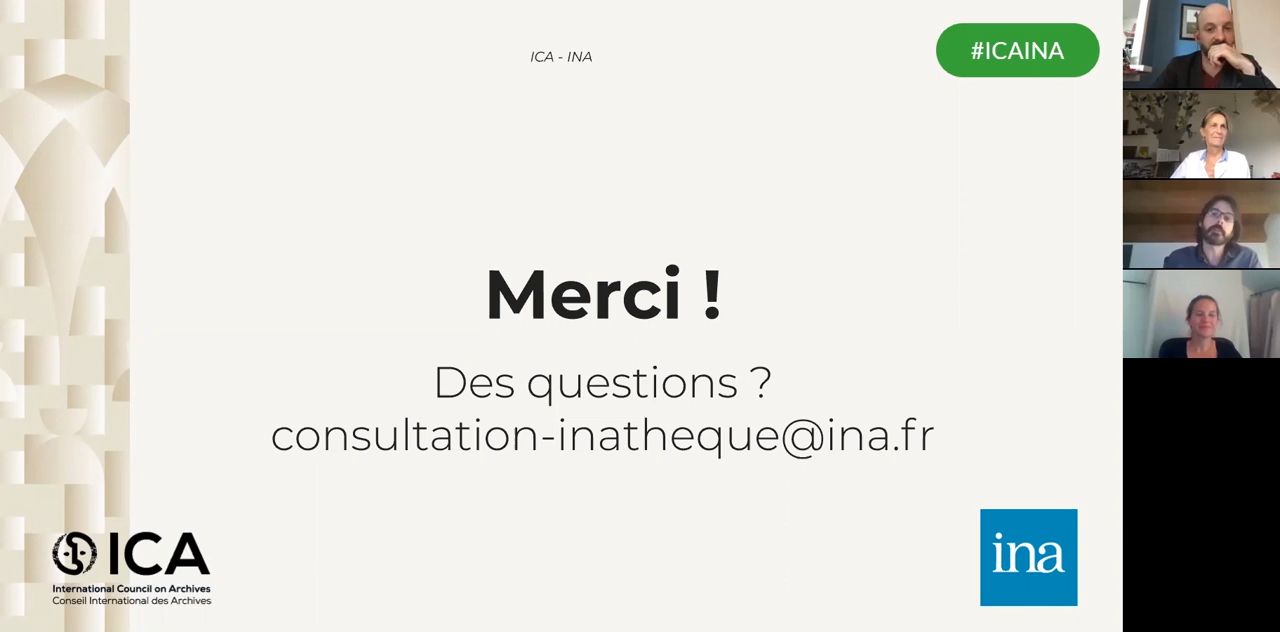 ICA - INA
#ICAINA
Merci !
Des questions ?
consultation-inatheque@ina.fr
ICA
International Council on Archives
Conseil International des Archives
ina